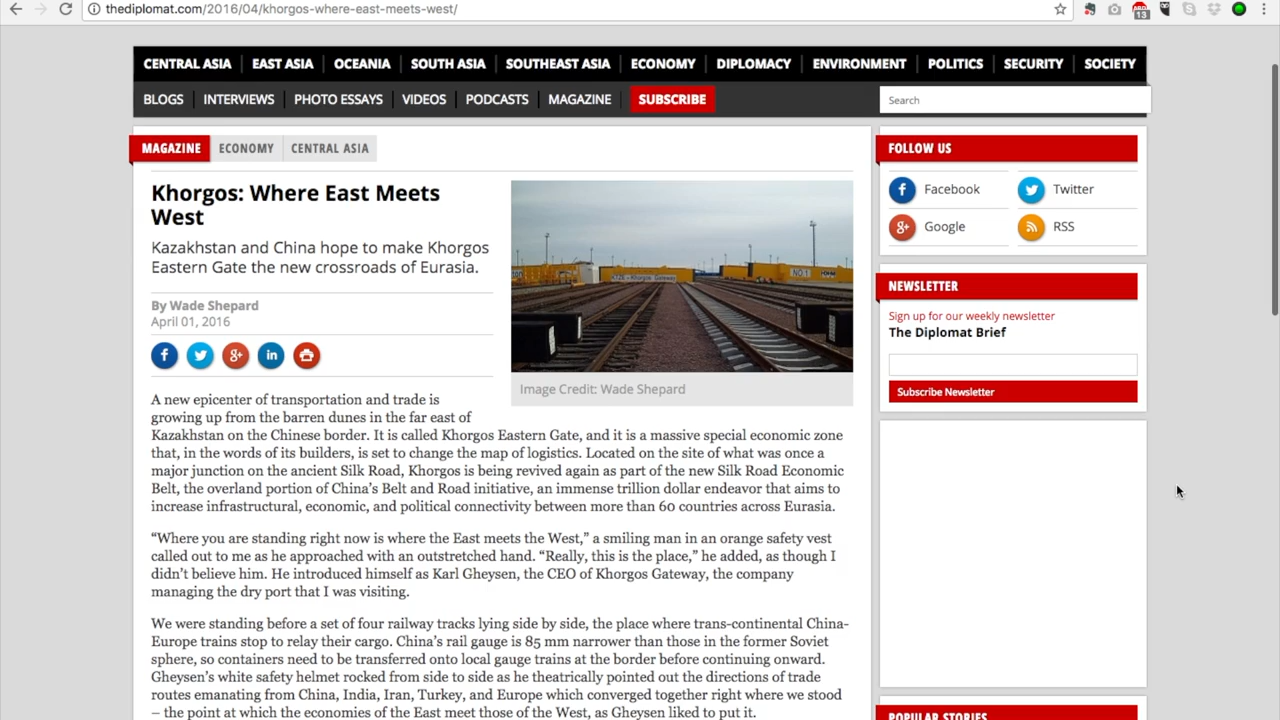 thediplomat.com/2016/04/khorgos-where-east-meets-west/
13
CENTRAL ASIA EAST ASIA OCEANIA SOUTH ASIA SOUTHEAST ASIA ECONOMY DIPLOMACY ENVIRONMENT POLITICS SECURITY SOCIETY
BLOGS INTERVIEWS PHOTO ESSAYS VIDEOS PODCASTS MAGAZINE SUBSCRIBE Search
MAGAZINE ECONOMY CENTRAL ASIA
Khorgos: Where East Meets
West
Kazakhstan and China hope to make Khorgos
Eastern Gate the new crossroads of Eurasia.
By Wade Shepard
April 01, 2016
KTZE - Khorgos Gateway
NO.1
Image Credit: Wade Shepard
A new epicenter of transportation and trade is
growing up from the barren dunes in the far east of
Kazakhstan on the Chinese border. It is called Khorgos Eastern Gate, and it is a massive special economic zone
that, in the words of its builders, is set to change the map of logistics. Located on the site of what was once a
major junction on the ancient Silk Road, Khorgos is being revived again as part of the new Silk Road Economic
Belt, the overland portion of China's Belt and Road initiative, an immense trillion dollar endeavor that aims to
increase infrastructural, economic, and political connectivity between more than 60 countries across Eurasia.
“Where you are standing right now is where the East meets the West,” a smiling man in an orange safety vest
called out to me as he approached with an outstretched hand. “Really, this is the place,” he added, as though I
didn't believe him. He introduced himself as Karl Gheysen, the CEO of Khorgos Gateway, the company
managing the dry port that I was visiting.
We were standing before a set of four railway tracks lying side by side, the place where trans-continental China-
Europe trains stop to relay their cargo. China's rail gauge is 85 mm narrower than those in the former Soviet
sphere, so containers need to be transferred onto local gauge trains at the border before continuing onward.
Gheysen's white safety helmet rocked from side to side as he theatrically pointed out the directions of trade
routes emanating from China, India, Iran, Turkey, and Europe which converged together right where we stood
– the point at which the economies of the East meet those of the West, as Gheysen liked to put it.
FOLLOW US
Facebook Twitter
Google RSS
NEWSLETTER
Sign up for our weekly newsletter
The Diplomat Brief
Subscribe Newsletter
POPULAR STORIES